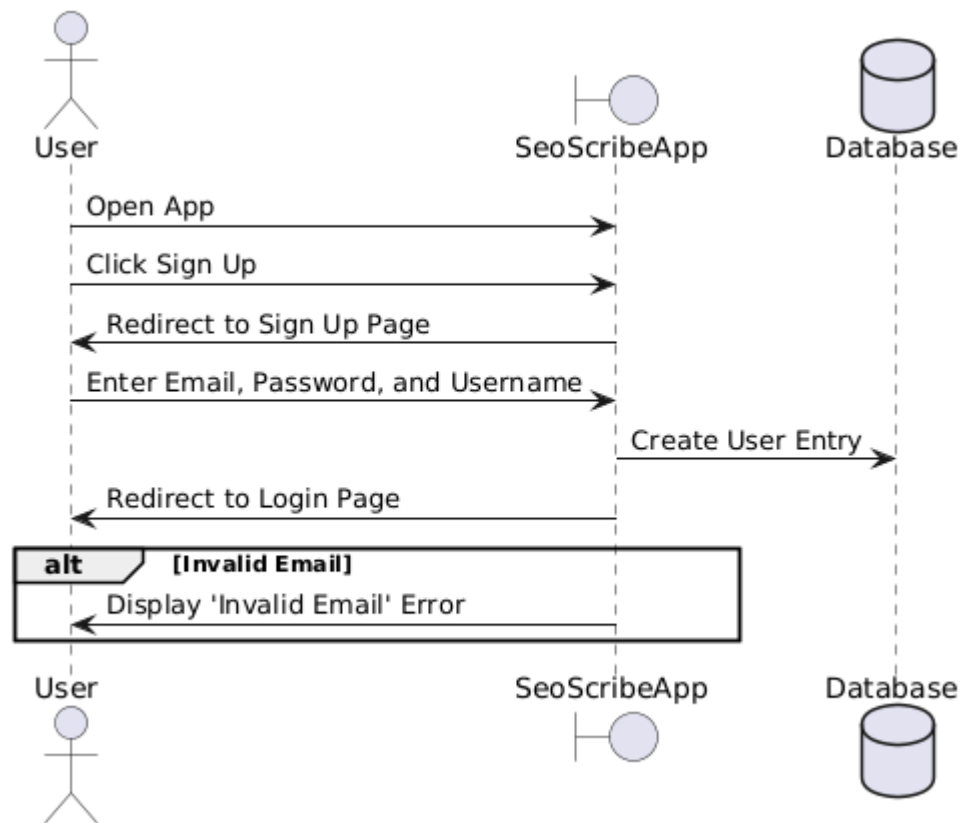 User
SeoScribeApp
Database
Open App
Click Sign Up
Redirect to Sign Up Page
Enter Email, Password, and Username
Create User Entry
Redirect to Login Page
alt [Invalid Email]
Display 'Invalid Email' Error
User
SeoScribeApp
Database